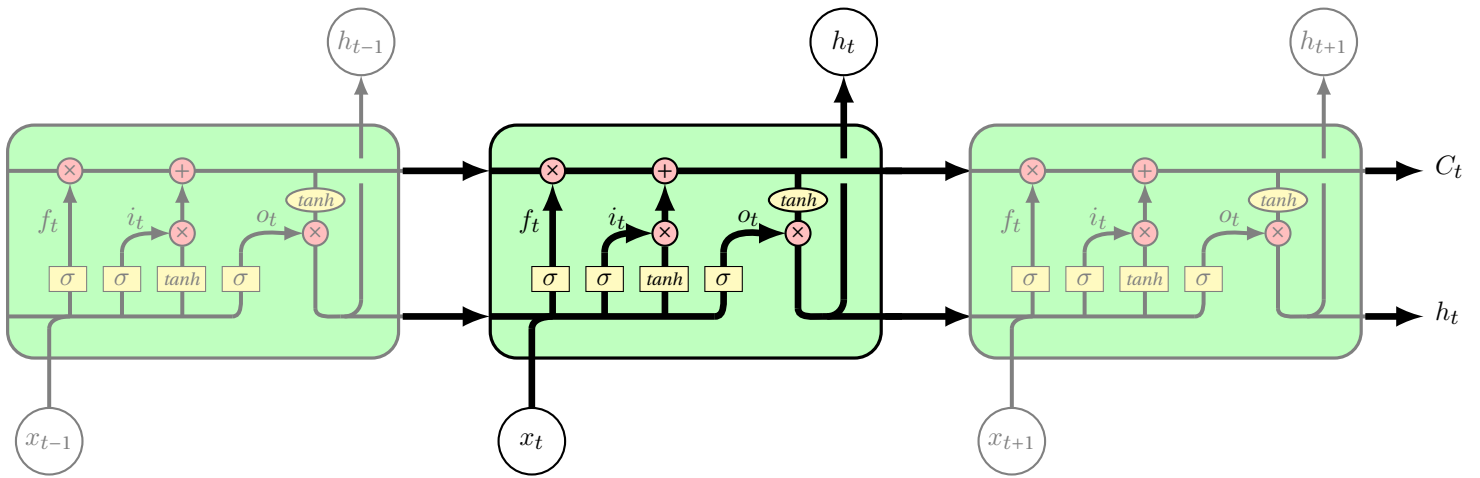 h_{t−1} h_t h_{t+1}
× + × + × + C_t
tanh tanh tanh
f_t i_t × o_t × f_t i_t × o_t × f_t i_t × o_t ×
σ σ tanh σ σ σ tanh σ σ σ tanh σ
h_t
x_{t−1} x_t x_{t+1}